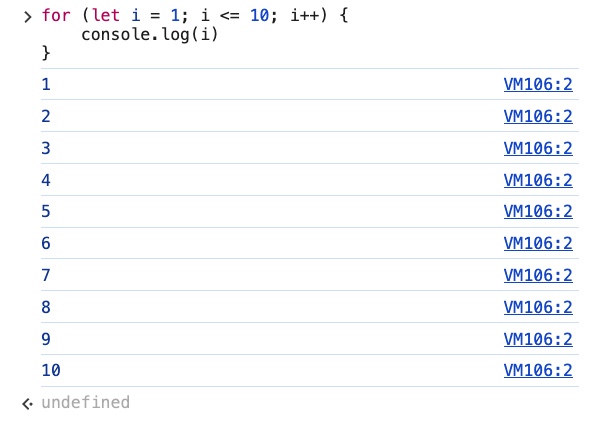 for (let i = 1; i <= 10; i++) {
    console.log(i)
}
1 VM106:2
2 VM106:2
3 VM106:2
4 VM106:2
5 VM106:2
6 VM106:2
7 VM106:2
8 VM106:2
9 VM106:2
10 VM106:2
undefined